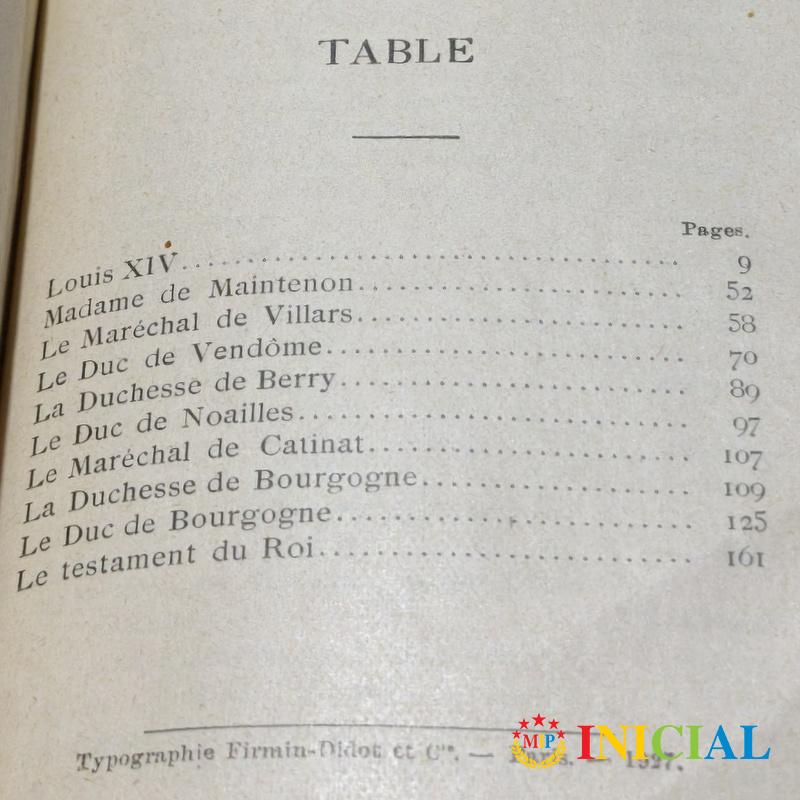 TABLE
Pages.
Louis XIV........................................ 9
Madame de Maintenon........................ 52
Le Maréchal de Villars........................ 58
Le Duc de Vendôme.......................... 70
La Duchesse de Berry........................ 89
Le Duc de Noailles............................ 97
Le Maréchal de Catinat....................... 107
La Duchesse de Bourgogne.................... 109
Le Duc de Bourgogne........................ 125
Le testament du Roi.......................... 161
Typographie Firmin-Didot et Cie. — Paris. — 1927.
MP INICIAL